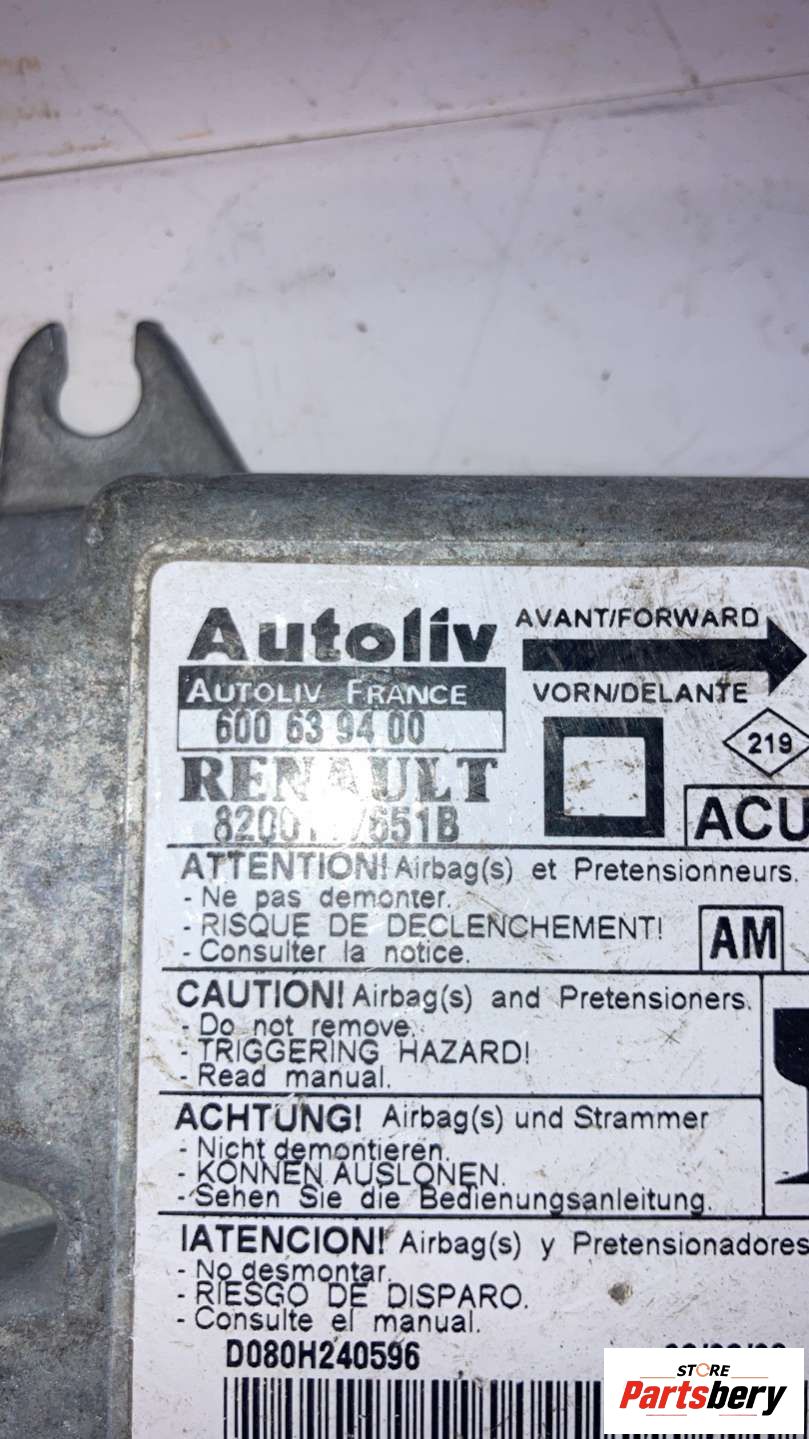 Autoliv
AVANT/FORWARD
AUTOLIV FRANCE
VORN/DELANTE
600 63 94 00
219
RENAULT
ACU
ATTENTION! Airbag(s) et Pretensionneurs.
- Ne pas demonter.
- RISQUE DE DECLENCHEMENT!
- Consulter la notice.
AM
CAUTION! Airbag(s) and Pretensioners.
- Do not remove.
- TRIGGERING HAZARD!
- Read manual.
ACHTUNG! Airbag(s) und Strammer
- Nicht demontieren.
- KONNEN AUSLONEN.
- Sehen Sie die Bedienungsanleitung.
IATENCION! Airbag(s) y Pretensionadores
- No desmontar.
- RIESGO DE DISPARO.
- Consulte el manual.
D080H240596
STORE
Partsbery